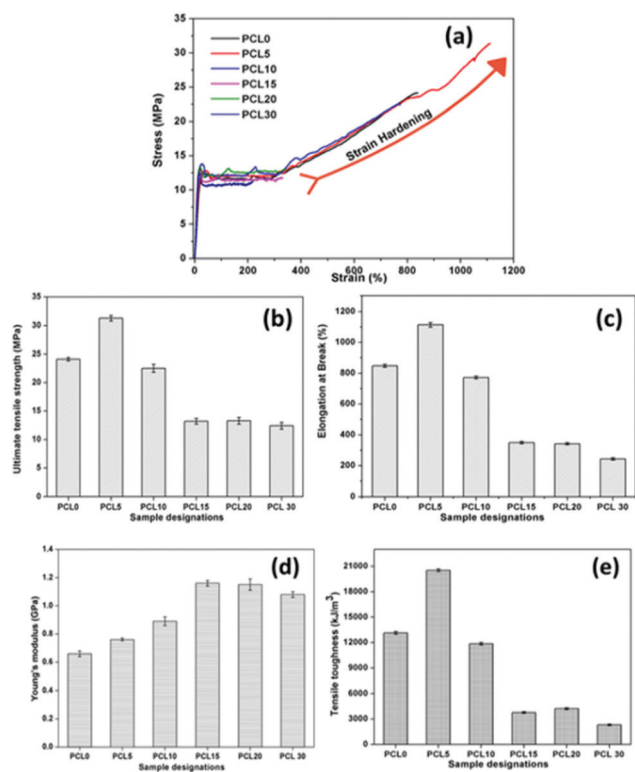 (a)
PCL0
PCL5
PCL10
PCL15
PCL20
PCL30
Strain Hardening
Stress (MPa)
35
30
25
20
15
10
5
0
0 200 400 600 800 1000 1200
Strain (%)
(b)
Ultimate tensile strength (MPa)
35
30
25
20
15
10
5
0
PCL0 PCL5 PCL10 PCL15 PCL20 PCL 30
Sample designations
(c)
Elongation at Break (%)
1200
1000
800
600
400
200
0
PCL0 PCL5 PCL10 PCL15 PCL20 PCL 30
Sample designations
(d)
Young's modulus (GPa)
1.4
1.2
1.0
0.8
0.6
0.4
0.2
0.0
PCL0 PCL5 PCL10 PCL15 PCL20 PCL 30
Sample designations
(e)
Tensile toughness (kJ/m³)
21000
18000
15000
12000
9000
6000
3000
0
PCL0 PCL5 PCL10 PCL15 PCL20 PCL 30
Sample designations